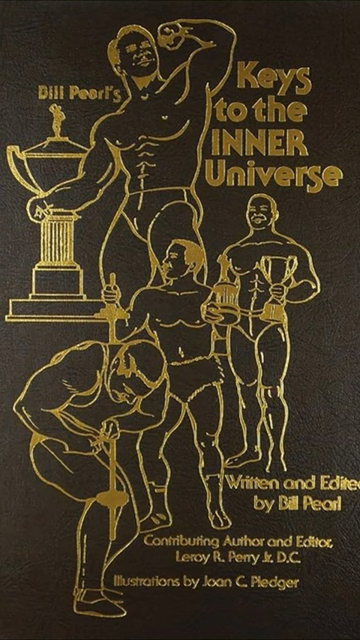 Bill Pearl's
Keys
to the
INNER
Universe
Written and Edited
by Bill Pearl
Contributing Author and Editor,
Leroy R. Perry Jr. D.C.
Illustrations by Joan C. Pledger